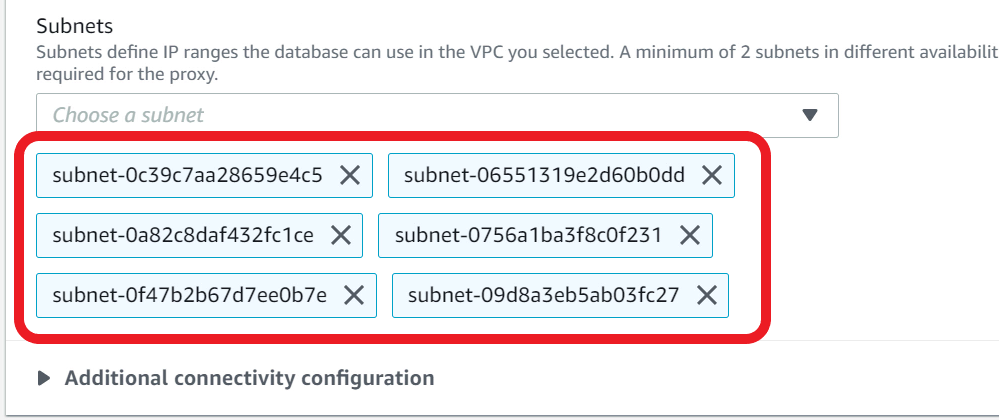 Subnets
Subnets define IP ranges the database can use in the VPC you selected. A minimum of 2 subnets in different availabilit
required for the proxy.
Choose a subnet
subnet-0c39c7aa28659e4c5 subnet-06551319e2d60b0dd
subnet-0a82c8daf432fc1ce subnet-0756a1ba3f8c0f231
subnet-0f47b2b67d7ee0b7e subnet-09d8a3eb5ab03fc27
Additional connectivity configuration